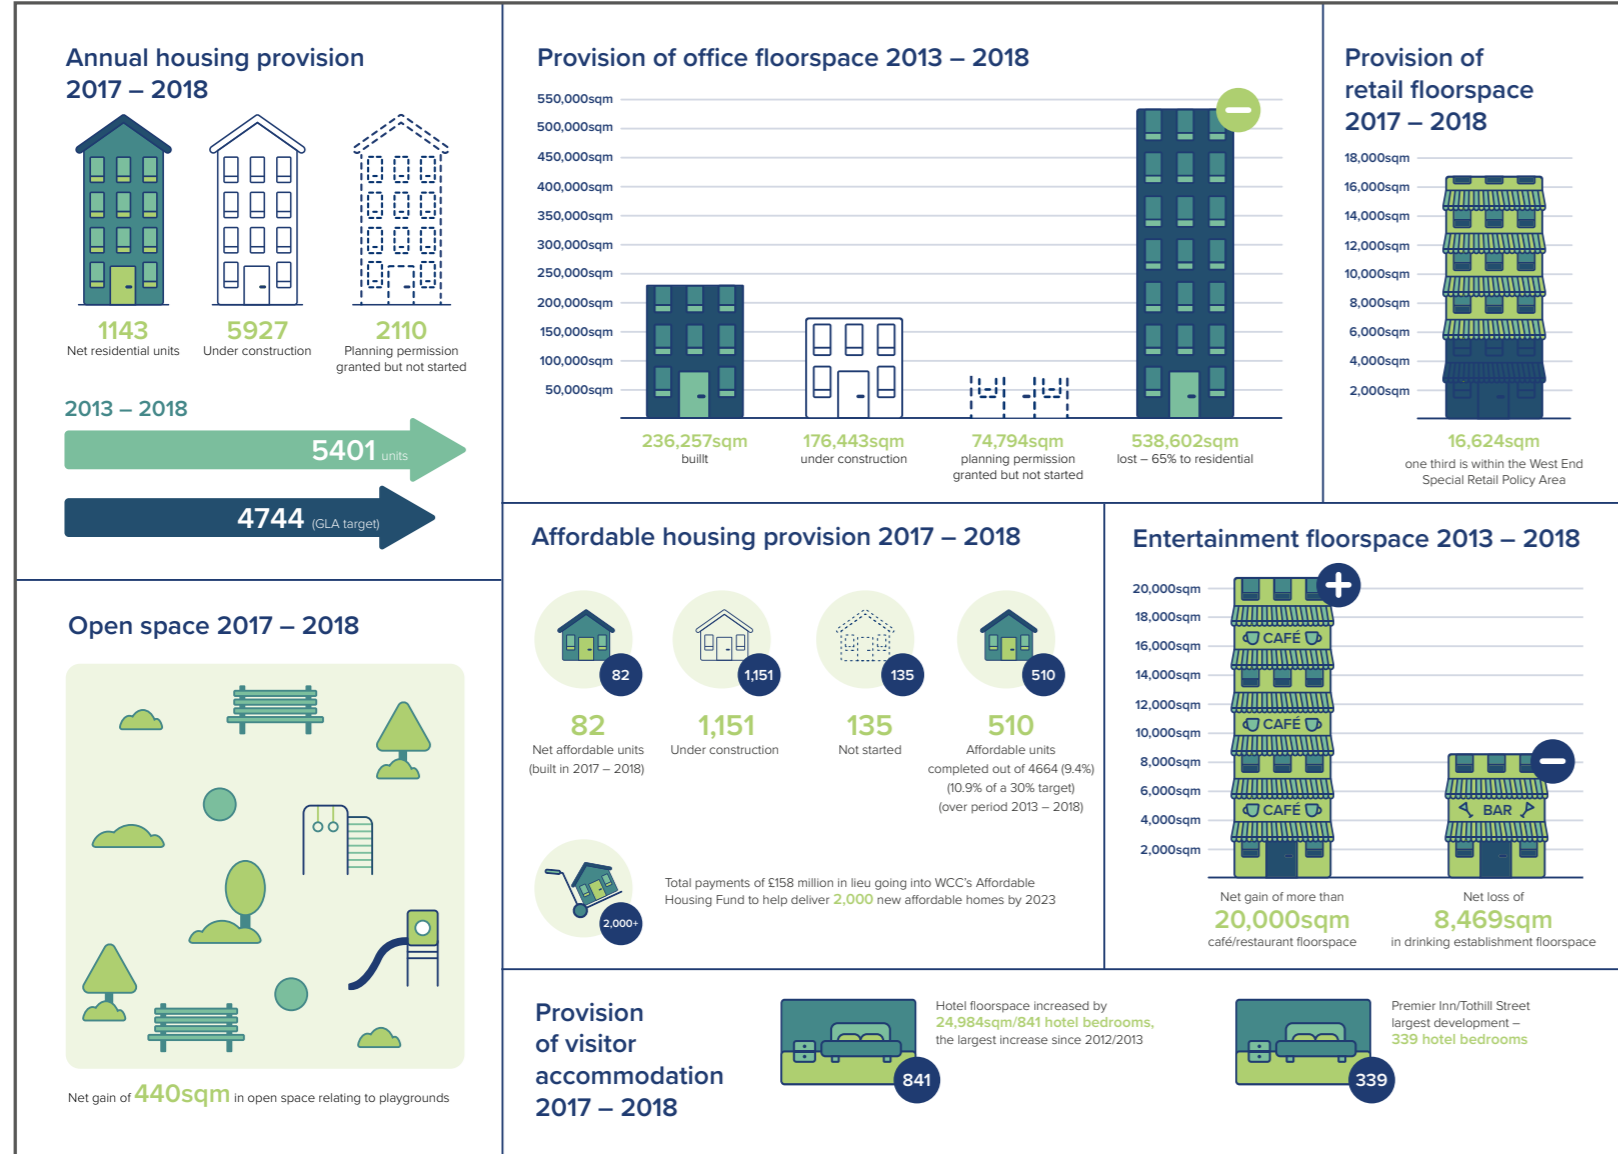 Annual housing provision
2017 – 2018
1143
Net residential units
5927
Under construction
2110
Planning permission
granted but not started
2013 – 2018
5401 units
4744 (GLA target)
Provision of office floorspace 2013 – 2018
550,000sqm
500,000sqm
450,000sqm
400,000sqm
350,000sqm
300,000sqm
250,000sqm
200,000sqm
150,000sqm
100,000sqm
50,000sqm
236,257sqm
buillt
176,443sqm
under construction
74,794sqm
planning permission
granted but not started
538,602sqm
lost – 65% to residential
Provision of
retail floorspace
2017 – 2018
18,000sqm
16,000sqm
14,000sqm
12,000sqm
10,000sqm
8,000sqm
6,000sqm
4,000sqm
2,000sqm
16,624sqm
one third is within the West End
Special Retail Policy Area
Open space 2017 – 2018
Net gain of 440sqm in open space relating to playgrounds
Affordable housing provision 2017 – 2018
82
1,151
135
510
82
Net affordable units
(built in 2017 – 2018)
1,151
Under construction
135
Not started
510
Affordable units
completed out of 4664 (9.4%)
(10.9% of a 30% target)
(over period 2013 – 2018)
2,000+
Total payments of £158 million in lieu going into WCC's Affordable
Housing Fund to help deliver 2,000 new affordable homes by 2023
Entertainment floorspace 2013 – 2018
20,000sqm
18,000sqm
16,000sqm
14,000sqm
12,000sqm
10,000sqm
8,000sqm
6,000sqm
4,000sqm
2,000sqm
CAFÉ
CAFÉ
CAFÉ
BAR
Net gain of more than
20,000sqm
café/restaurant floorspace
Net loss of
8,469sqm
in drinking establishment floorspace
Provision
of visitor
accommodation
2017 – 2018
841
Hotel floorspace increased by
24,984sqm/841 hotel bedrooms,
the largest increase since 2012/2013
339
Premier Inn/Tothill Street
largest development –
339 hotel bedrooms